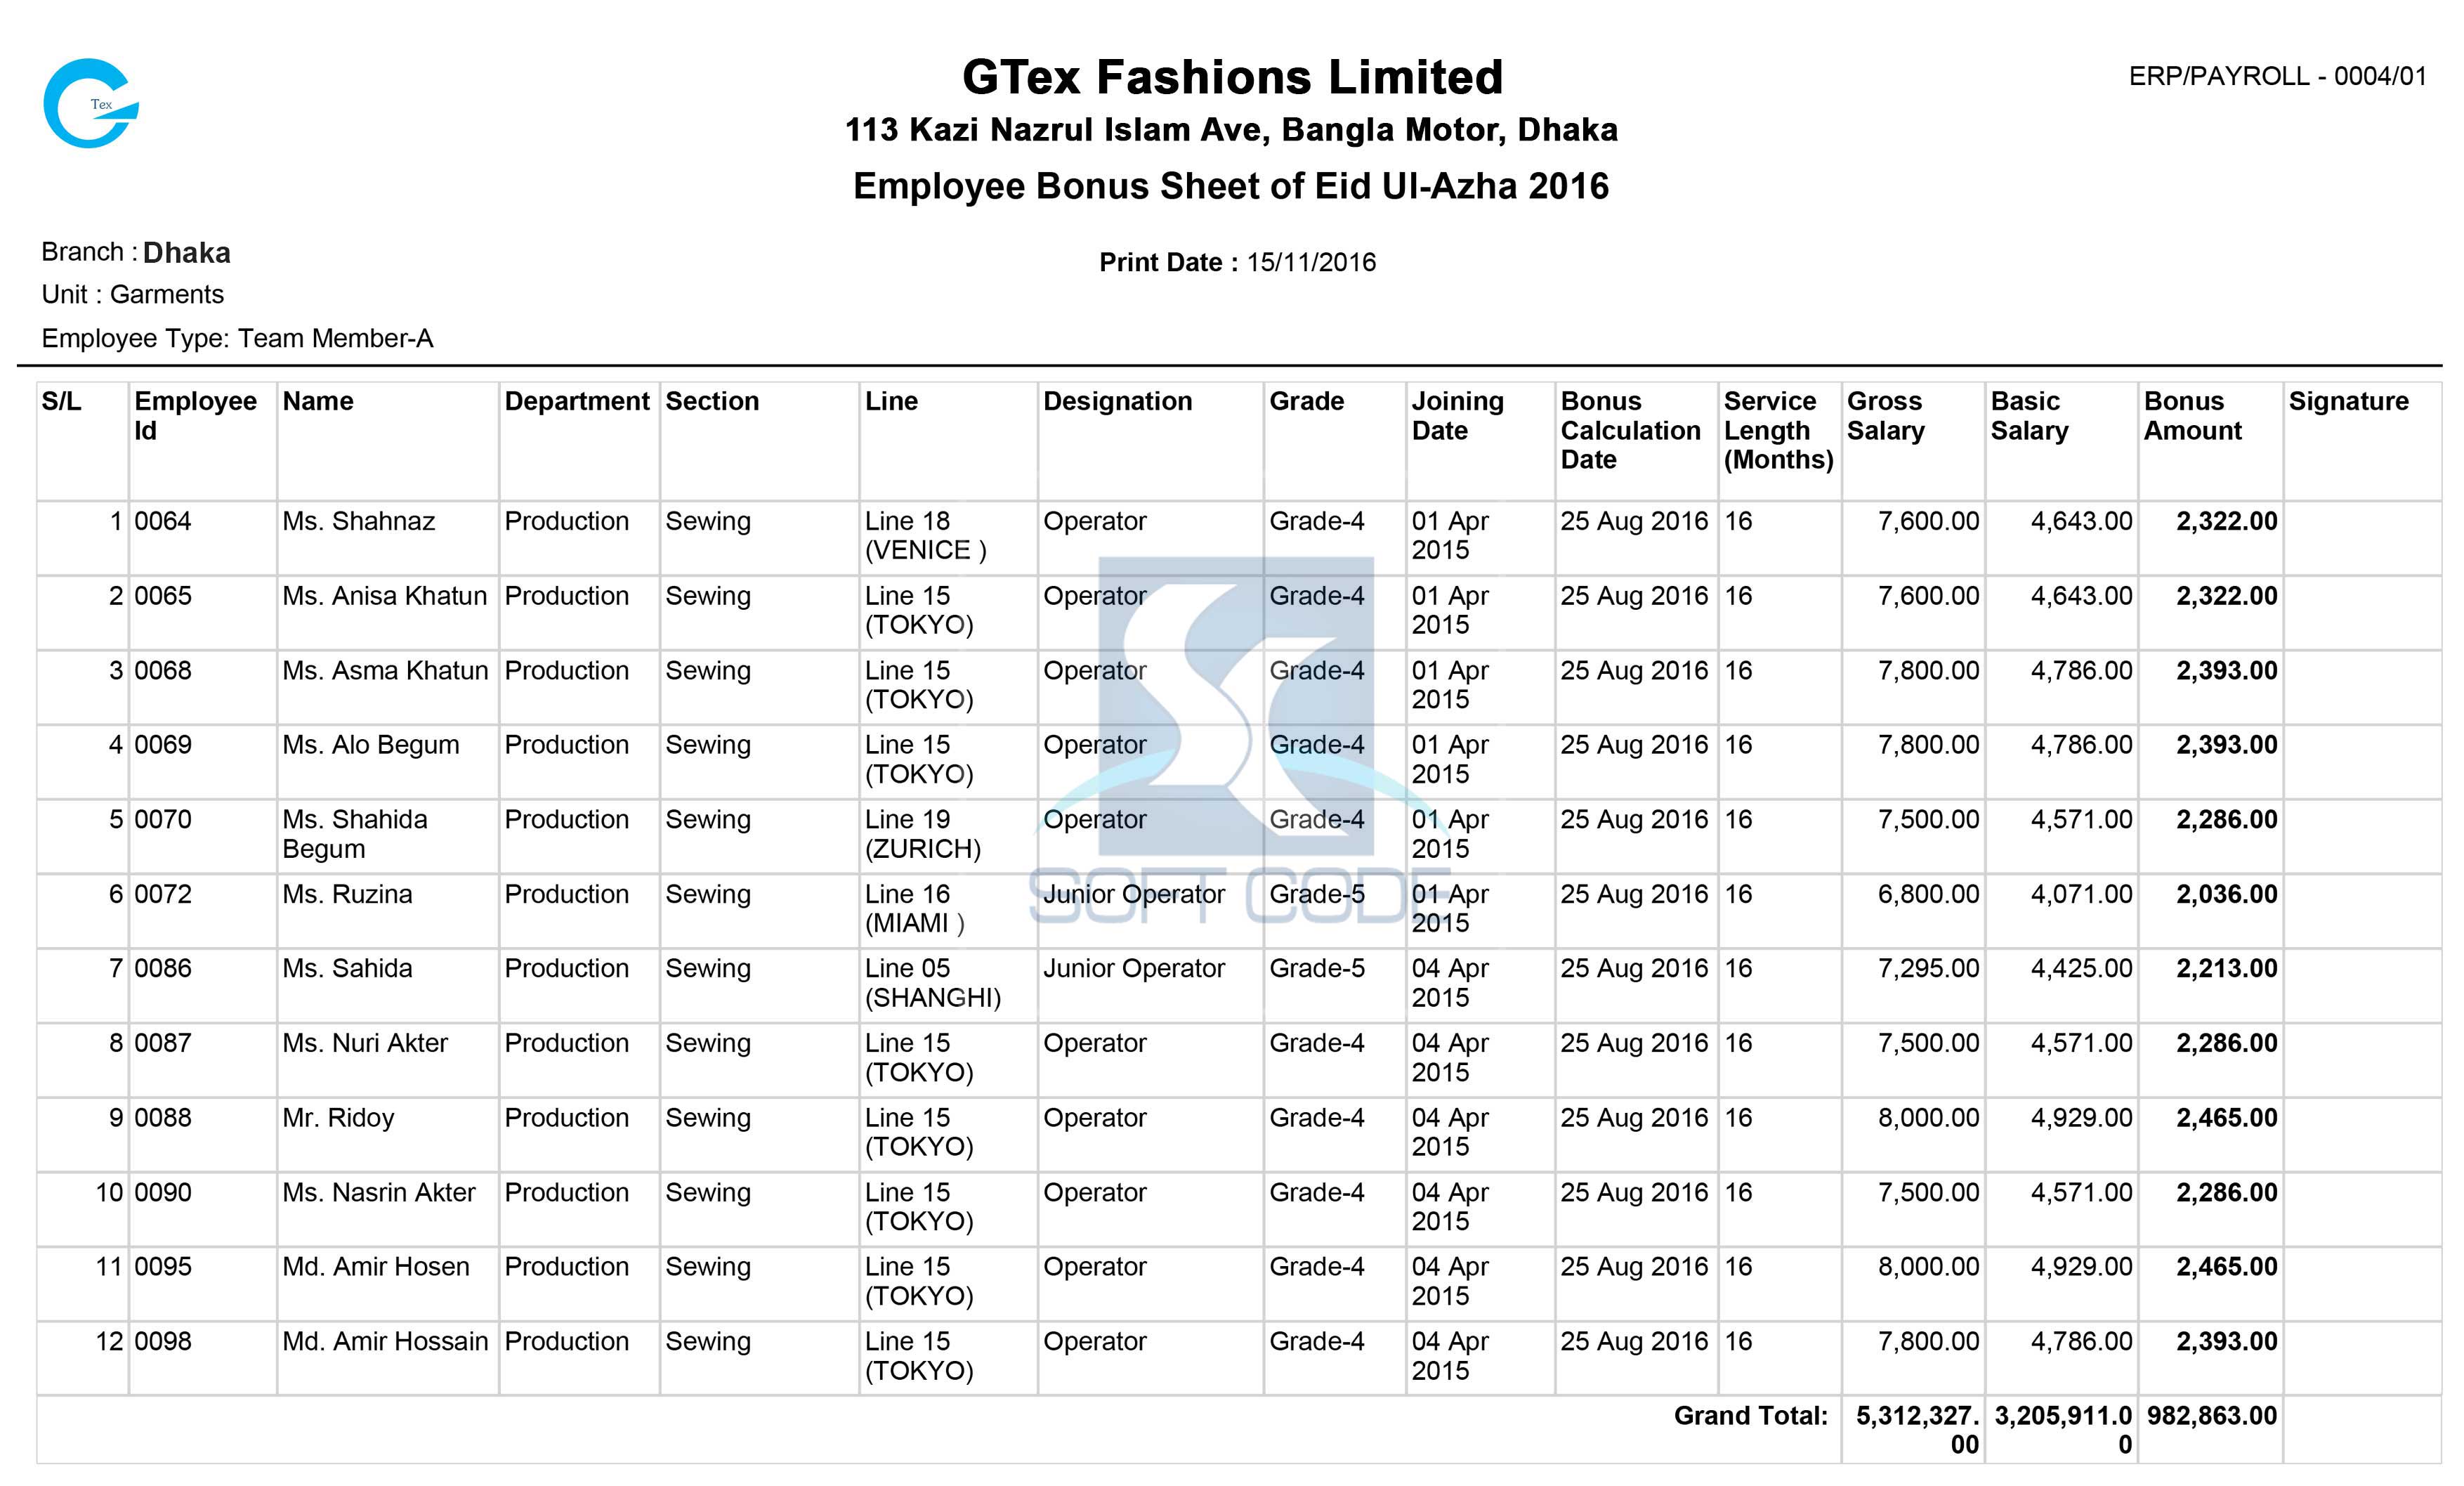 Tex
GTex Fashions Limited
ERP/PAYROLL - 0004/01
113 Kazi Nazrul Islam Ave, Bangla Motor, Dhaka
Employee Bonus Sheet of Eid Ul-Azha 2016
Branch : Dhaka
Print Date : 15/11/2016
Unit : Garments
Employee Type: Team Member-A
S/L Employee Name Department Section Line Designation Grade Joining Bonus Service Gross Basic Bonus Signature
Id Date Calculation Length Salary Salary Amount
Date (Months)
1 0064 Ms. Shahnaz Production Sewing Line 18 Operator Grade-4 01 Apr 25 Aug 2016 16 7,600.00 4,643.00 2,322.00
(VENICE ) 2015
2 0065 Ms. Anisa Khatun Production Sewing Line 15 Operator Grade-4 01 Apr 25 Aug 2016 16 7,600.00 4,643.00 2,322.00
(TOKYO) 2015
3 0068 Ms. Asma Khatun Production Sewing Line 15 Operator Grade-4 01 Apr 25 Aug 2016 16 7,800.00 4,786.00 2,393.00
(TOKYO) 2015
4 0069 Ms. Alo Begum Production Sewing Line 15 Operator Grade-4 01 Apr 25 Aug 2016 16 7,800.00 4,786.00 2,393.00
(TOKYO) 2015
5 0070 Ms. Shahida Production Sewing Line 19 Operator Grade-4 01 Apr 25 Aug 2016 16 7,500.00 4,571.00 2,286.00
Begum (ZURICH) 2015
6 0072 Ms. Ruzina Production Sewing Line 16 Junior Operator Grade-5 01 Apr 25 Aug 2016 16 6,800.00 4,071.00 2,036.00
(MIAMI ) 2015
SOFT CODE
7 0086 Ms. Sahida Production Sewing Line 05 Junior Operator Grade-5 04 Apr 25 Aug 2016 16 7,295.00 4,425.00 2,213.00
(SHANGHI) 2015
8 0087 Ms. Nuri Akter Production Sewing Line 15 Operator Grade-4 04 Apr 25 Aug 2016 16 7,500.00 4,571.00 2,286.00
(TOKYO) 2015
9 0088 Mr. Ridoy Production Sewing Line 15 Operator Grade-4 04 Apr 25 Aug 2016 16 8,000.00 4,929.00 2,465.00
(TOKYO) 2015
10 0090 Ms. Nasrin Akter Production Sewing Line 15 Operator Grade-4 04 Apr 25 Aug 2016 16 7,500.00 4,571.00 2,286.00
(TOKYO) 2015
11 0095 Md. Amir Hosen Production Sewing Line 15 Operator Grade-4 04 Apr 25 Aug 2016 16 8,000.00 4,929.00 2,465.00
(TOKYO) 2015
12 0098 Md. Amir Hossain Production Sewing Line 15 Operator Grade-4 04 Apr 25 Aug 2016 16 7,800.00 4,786.00 2,393.00
(TOKYO) 2015
Grand Total: 5,312,327. 3,205,911.0 982,863.00
00 0